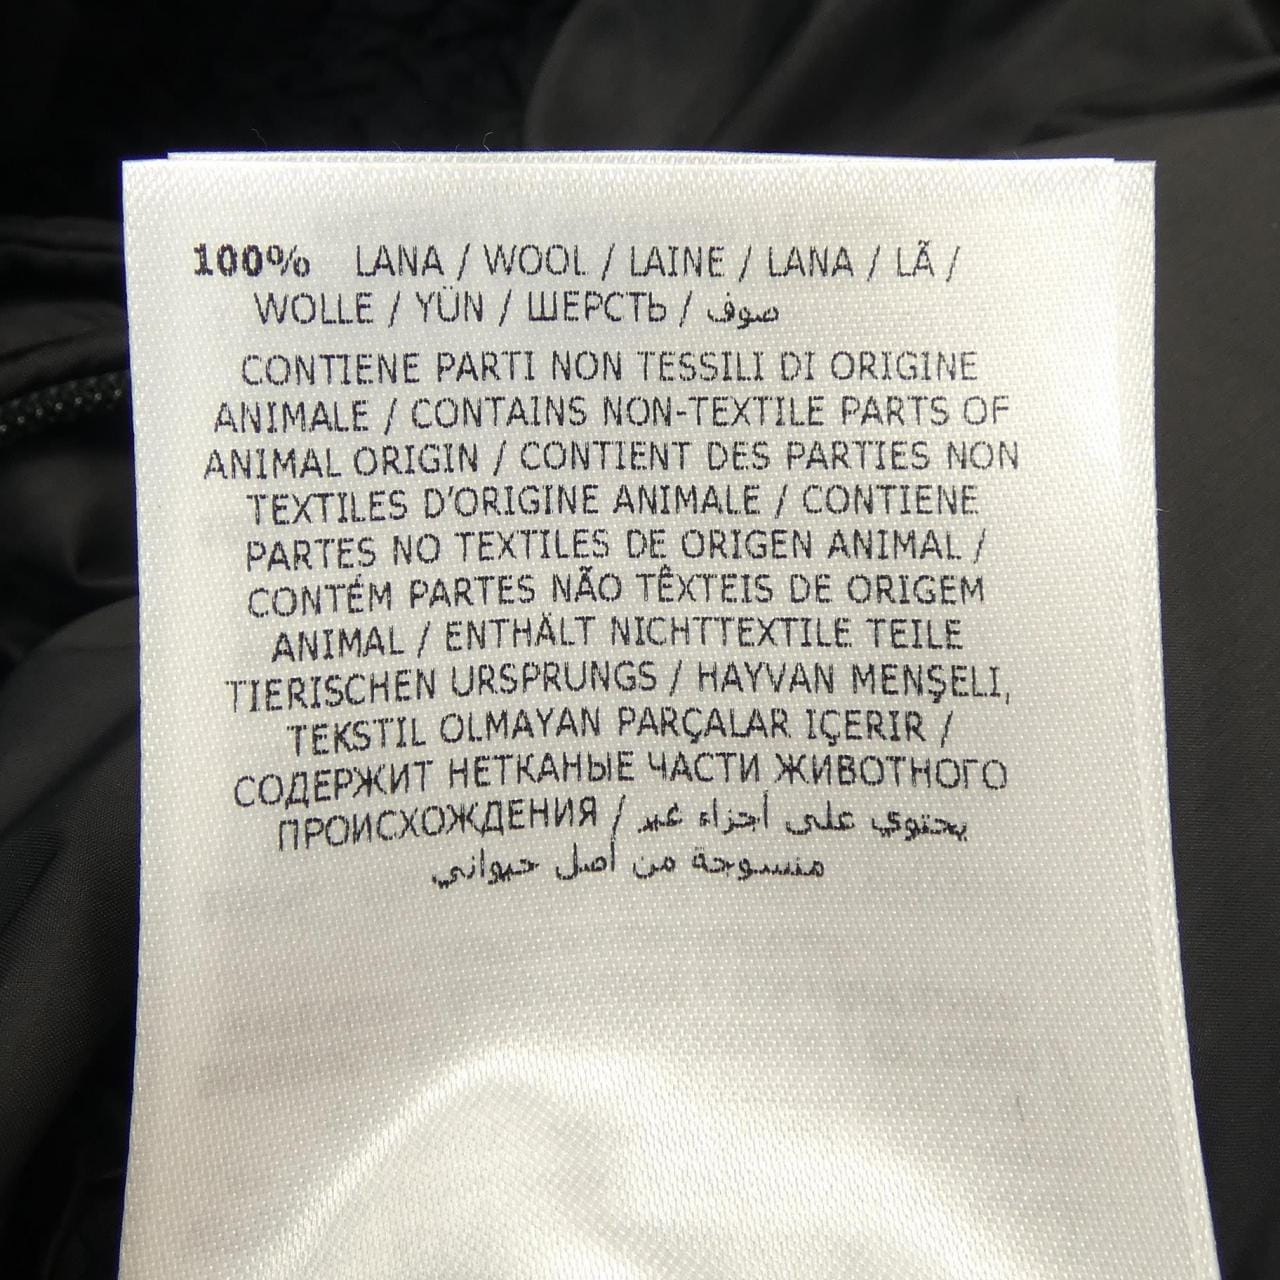 100% LANA / WOOL / LAINE / LANA / LÃ /
WOLLE / YÜN / ШЕРСТЬ / صوف
CONTIENE PARTI NON TESSILI DI ORIGINE
ANIMALE / CONTAINS NON-TEXTILE PARTS OF
ANIMAL ORIGIN / CONTIENT DES PARTIES NON
TEXTILES D'ORIGINE ANIMALE / CONTIENE
PARTES NO TEXTILES DE ORIGEN ANIMAL /
CONTÉM PARTES NÃO TÊXTEIS DE ORIGEM
ANIMAL / ENTHÄLT NICHTTEXTILE TEILE
TIERISCHEN URSPRUNGS / HAYVAN MENŞELI,
TEKSTIL OLMAYAN PARÇALAR IÇERIR /
СОДЕРЖИТ НЕТКАНЫЕ ЧАСТИ ЖИВОТНОГО
ПРОИСХОЖДЕНИЯ / يحتوي على أجزاء غير
منسوجة من أصل حيواني